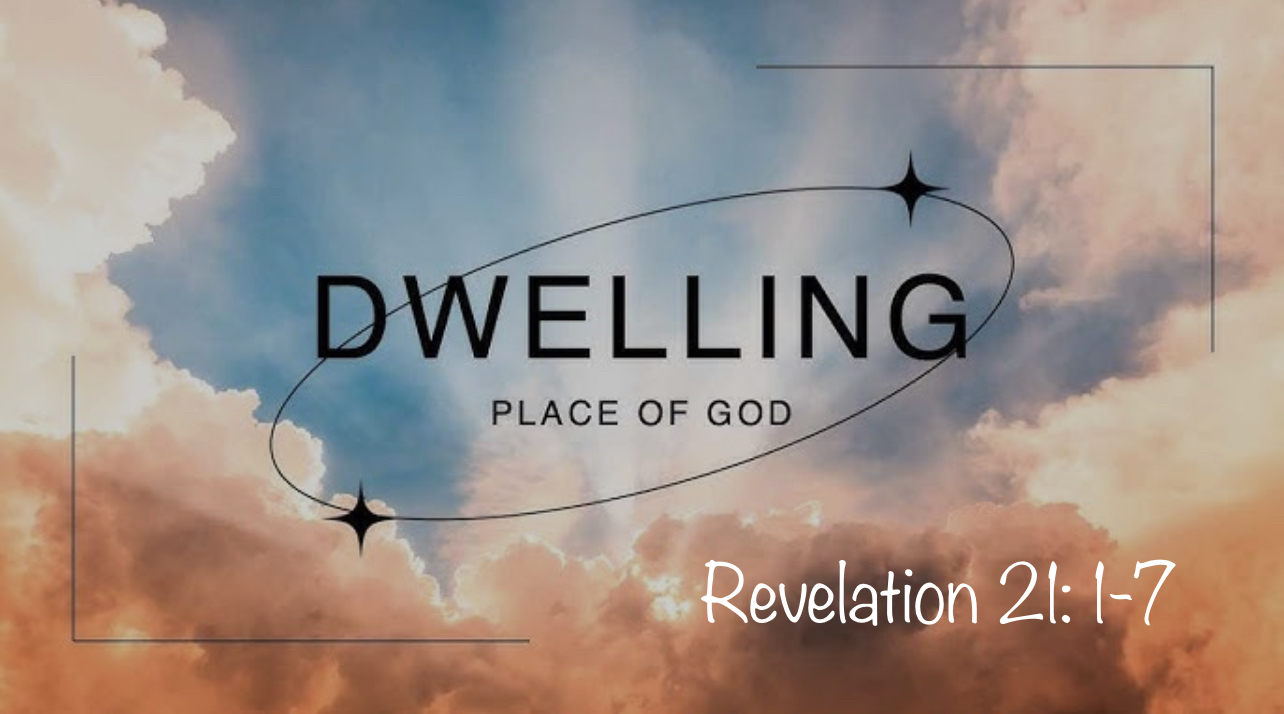 DWELLING
PLACE OF GOD
Revelation 21: 1-7